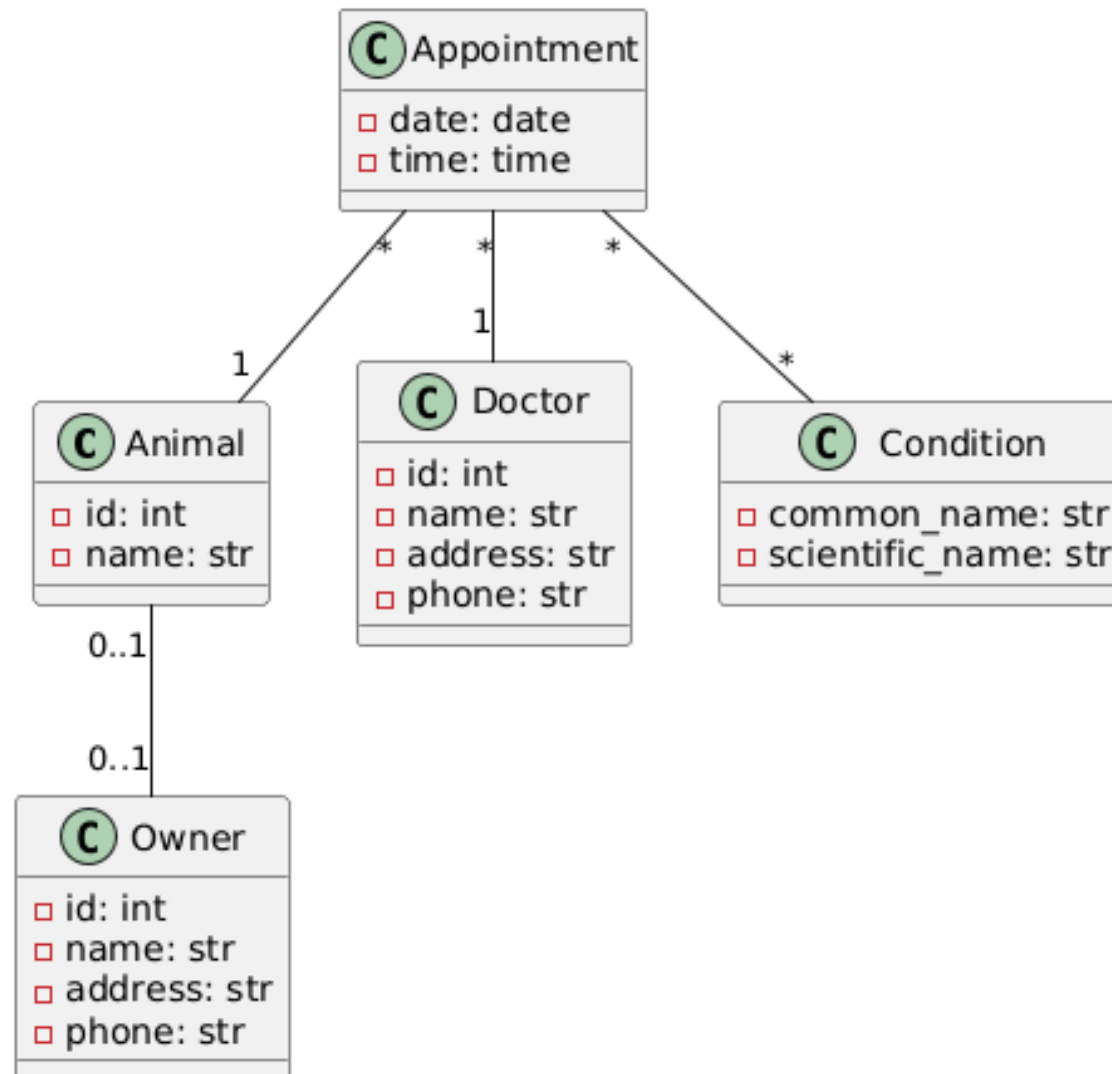 C Appointment
date: date
time: time
* * *
1
1
*
C Animal
id: int
name: str
C Doctor
id: int
name: str
address: str
phone: str
C Condition
common_name: str
scientific_name: str
0..1
0..1
C Owner
id: int
name: str
address: str
phone: str